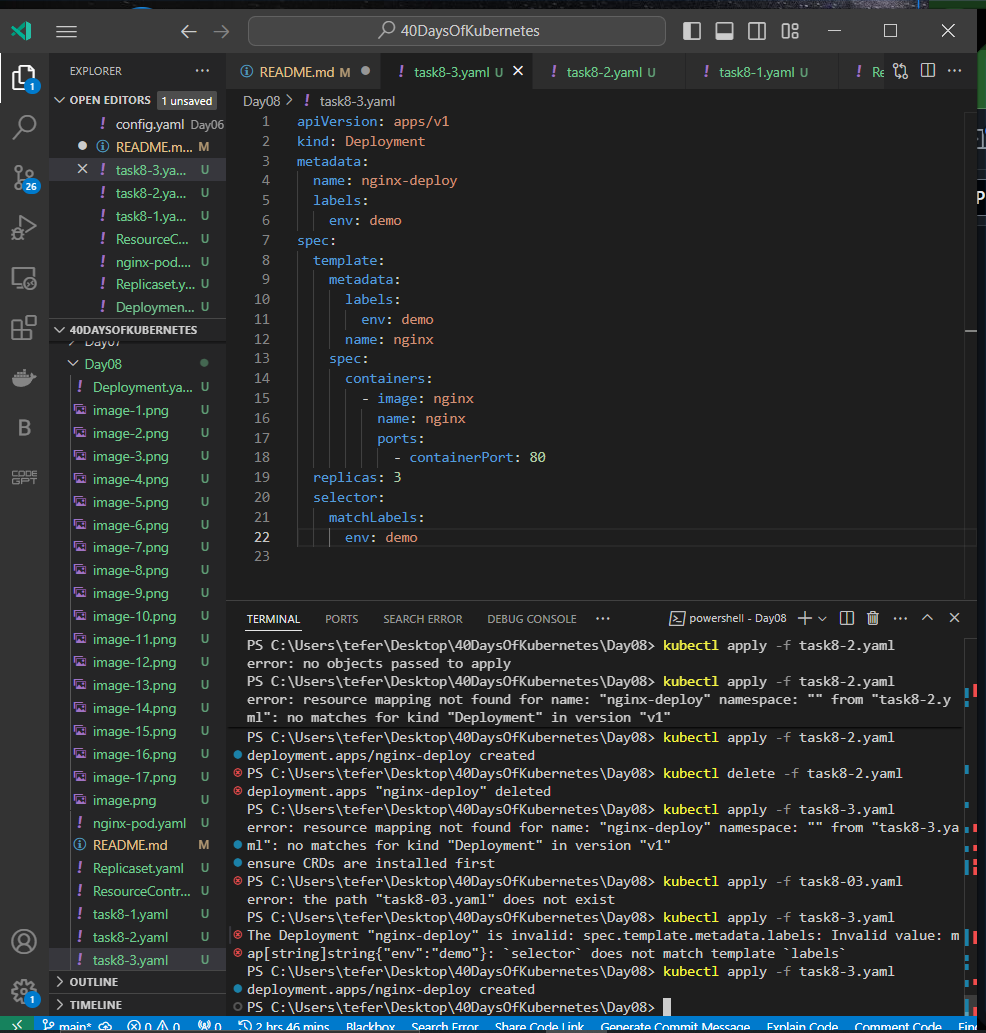 40DaysOfKubernetes
EXPLORER
OPEN EDITORS 1 unsaved
config.yaml Day06
README.m... M
task8-3.ya... U
task8-2.ya... U
task8-1.ya... U
ResourceC... U
nginx-pod.... U
Replicaset.y... U
Deploymen... U
40DAYSOFKUBERNETES
Day07
Day08
Deployment.ya... U
image-1.png U
image-2.png U
image-3.png U
image-4.png U
image-5.png U
image-6.png U
image-7.png U
image-8.png U
image-9.png U
image-10.png U
image-11.png U
image-12.png U
image-13.png U
image-14.png U
image-15.png U
image-16.png U
image-17.png U
image.png U
nginx-pod.yaml U
README.md M
Replicaset.yaml U
ResourceContr... U
task8-1.yaml U
task8-2.yaml U
task8-3.yaml U
OUTLINE
TIMELINE
1
26
B
CODE
GPT
1
README.md M
task8-3.yaml U
task8-2.yaml U
task8-1.yaml U
Re
Day08 > task8-3.yaml
1 apiVersion: apps/v1
2 kind: Deployment
3 metadata:
4 name: nginx-deploy
5 labels:
6 env: demo
7 spec:
8 template:
9 metadata:
10 labels:
11 env: demo
12 name: nginx
13 spec:
14 containers:
15 - image: nginx
16 name: nginx
17 ports:
18 - containerPort: 80
19 replicas: 3
20 selector:
21 matchLabels:
22 env: demo
23
TERMINAL PORTS SEARCH ERROR DEBUG CONSOLE powershell - Day08
PS C:\Users\tefer\Desktop\40DaysOfKubernetes\Day08> kubectl apply -f task8-2.yaml
error: no objects passed to apply
PS C:\Users\tefer\Desktop\40DaysOfKubernetes\Day08> kubectl apply -f task8-2.yaml
error: resource mapping not found for name: "nginx-deploy" namespace: "" from "task8-2.y
ml": no matches for kind "Deployment" in version "v1"
PS C:\Users\tefer\Desktop\40DaysOfKubernetes\Day08> kubectl apply -f task8-2.yaml
deployment.apps/nginx-deploy created
PS C:\Users\tefer\Desktop\40DaysOfKubernetes\Day08> kubectl delete -f task8-2.yaml
deployment.apps "nginx-deploy" deleted
PS C:\Users\tefer\Desktop\40DaysOfKubernetes\Day08> kubectl apply -f task8-3.yaml
error: resource mapping not found for name: "nginx-deploy" namespace: "" from "task8-3.ya
ml": no matches for kind "Deployment" in version "v1"
ensure CRDs are installed first
PS C:\Users\tefer\Desktop\40DaysOfKubernetes\Day08> kubectl apply -f task8-03.yaml
error: the path "task8-03.yaml" does not exist
PS C:\Users\tefer\Desktop\40DaysOfKubernetes\Day08> kubectl apply -f task8-3.yaml
The Deployment "nginx-deploy" is invalid: spec.template.metadata.labels: Invalid value: m
ap[string]string{"env":"demo"}: `selector` does not match template `labels`
PS C:\Users\tefer\Desktop\40DaysOfKubernetes\Day08> kubectl apply -f task8-3.yaml
deployment.apps/nginx-deploy created
PS C:\Users\tefer\Desktop\40DaysOfKubernetes\Day08>
main* 0 0 0 2 hrs 46 mins Blackbox Search Error Share Code Link Generate Commit Message Explain Code Comment Code